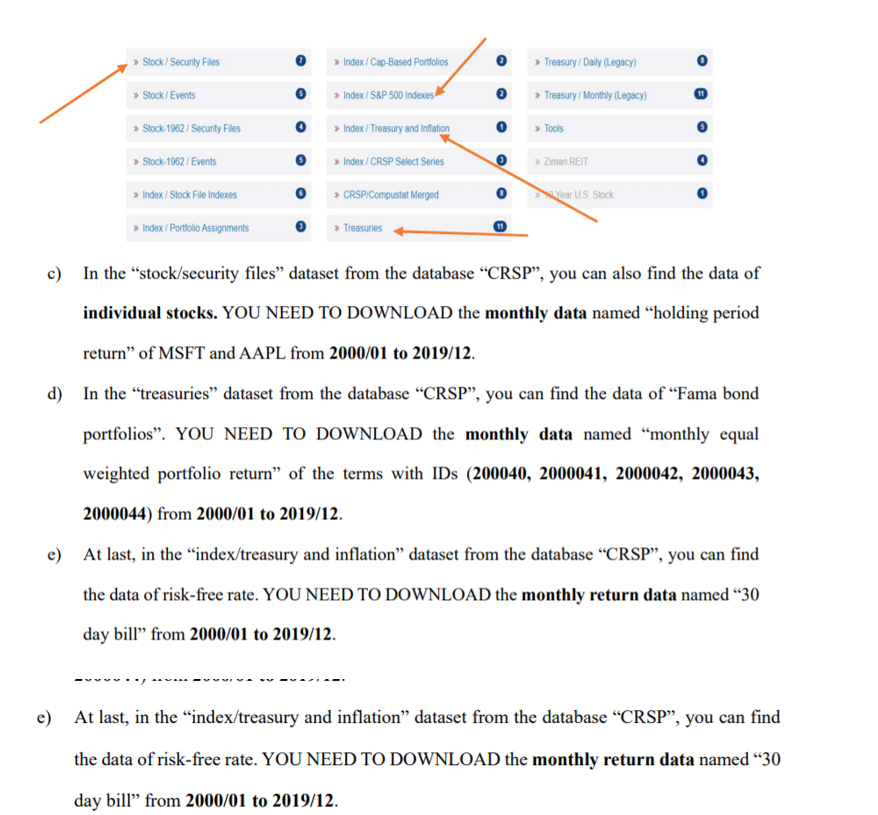 » Stock / Security Files 7 » Index / Cap-Based Portfolios 2 » Treasury / Daily (Legacy) 8
» Stock / Events 5 » Index / S&P 500 Indexes 2 » Treasury / Monthly (Legacy) 11
» Stock-1962 / Security Files 4 » Index / Treasury and Inflation 1 » Tools 5
» Stock-1962 / Events 5 » Index / CRSP Select Series 3 » Ziman REIT 4
» Index / Stock File Indexes 6 » CRSP/Compustat Merged 8 » Year U.S. Stock 1
» Index / Portfolio Assignments 3 » Treasuries 11
c) In the “stock/security files” dataset from the database “CRSP”, you can also find the data of
individual stocks. YOU NEED TO DOWNLOAD the monthly data named “holding period
return” of MSFT and AAPL from 2000/01 to 2019/12.
d) In the “treasuries” dataset from the database “CRSP”, you can find the data of “Fama bond
portfolios”. YOU NEED TO DOWNLOAD the monthly data named “monthly equal
weighted portfolio return” of the terms with IDs (200040, 2000041, 2000042, 2000043,
2000044) from 2000/01 to 2019/12.
e) At last, in the “index/treasury and inflation” dataset from the database “CRSP”, you can find
the data of risk-free rate. YOU NEED TO DOWNLOAD the monthly return data named “30
day bill” from 2000/01 to 2019/12.
e) At last, in the “index/treasury and inflation” dataset from the database “CRSP”, you can find
the data of risk-free rate. YOU NEED TO DOWNLOAD the monthly return data named “30
day bill” from 2000/01 to 2019/12.